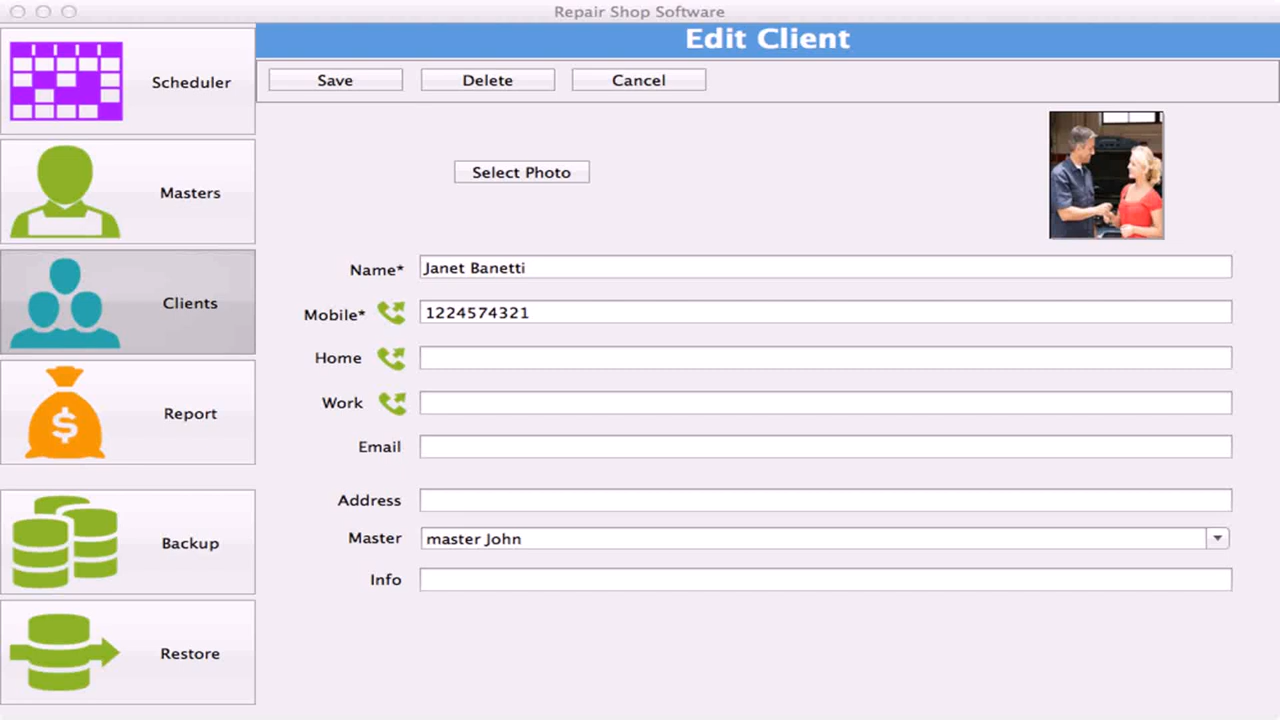 Repair Shop Software
Edit Client
Save Delete Cancel
Scheduler
Masters
Clients
Report
Backup
Restore
Select Photo
Name* Janet Banetti
Mobile* 1224574321
Home
Work
Email
Address
Master master John
Info
$